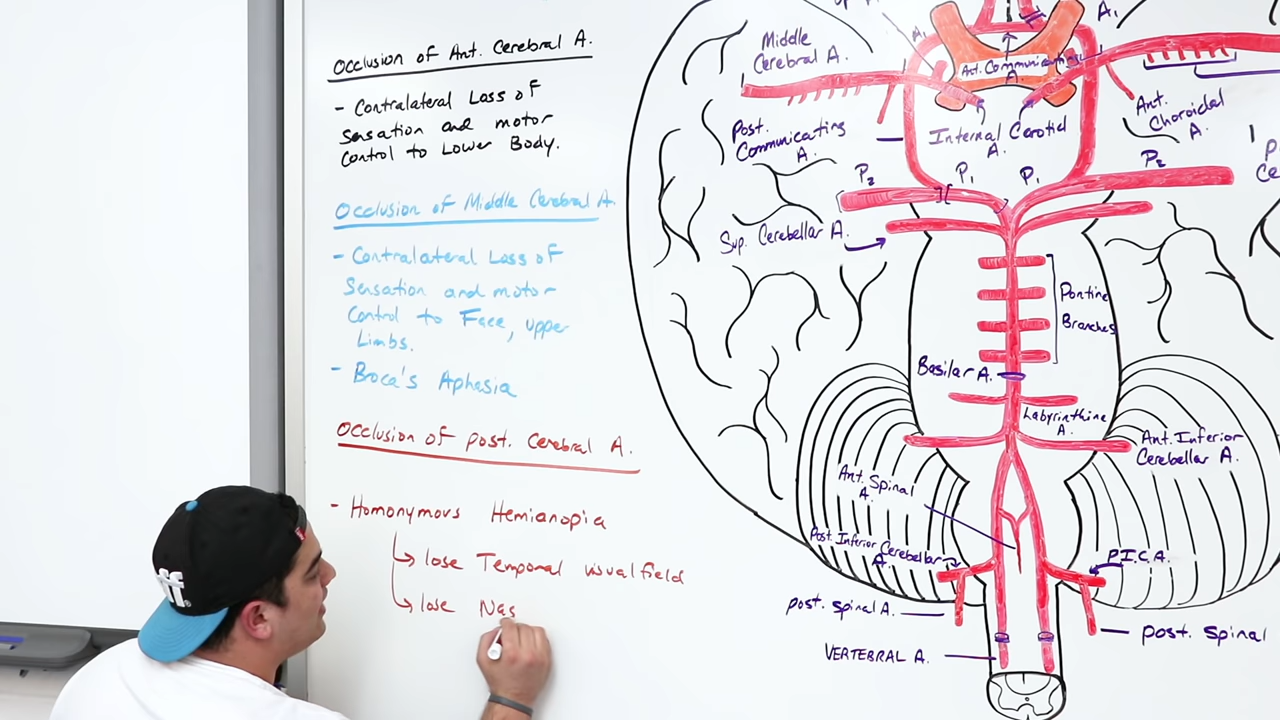 Occlusion of Ant. Cerebral A.
- Contralateral Loss of
Sensation and motor
Control to Lower Body.
Occlusion of Middle Cerebral A.
- Contralateral Loss of
Sensation and motor
Control to Face, upper
Limbs.
- Broca's Aphasia
Occlusion of post. Cerebral A.
- Homonymous Hemianopia
lose Temporal visual field
lose Nas
Middle
Cerebral A.
A1
A1
Ant. Communicating
A.
Post.
Communicating
A.
Internal Carotid
A.
Ant.
Choroidal
A.
P2
P1
P1
P2
Sup. Cerebellar A.
Pontine
Branches
Basilar A.
Labyrinthine
A.
Ant. Inferior
Cerebellar A.
Ant. Spinal
A.
Post. Inferior Cerebellar
A.
P.I.C.A.
post. spinal A.
post. spinal
VERTEBRAL A.